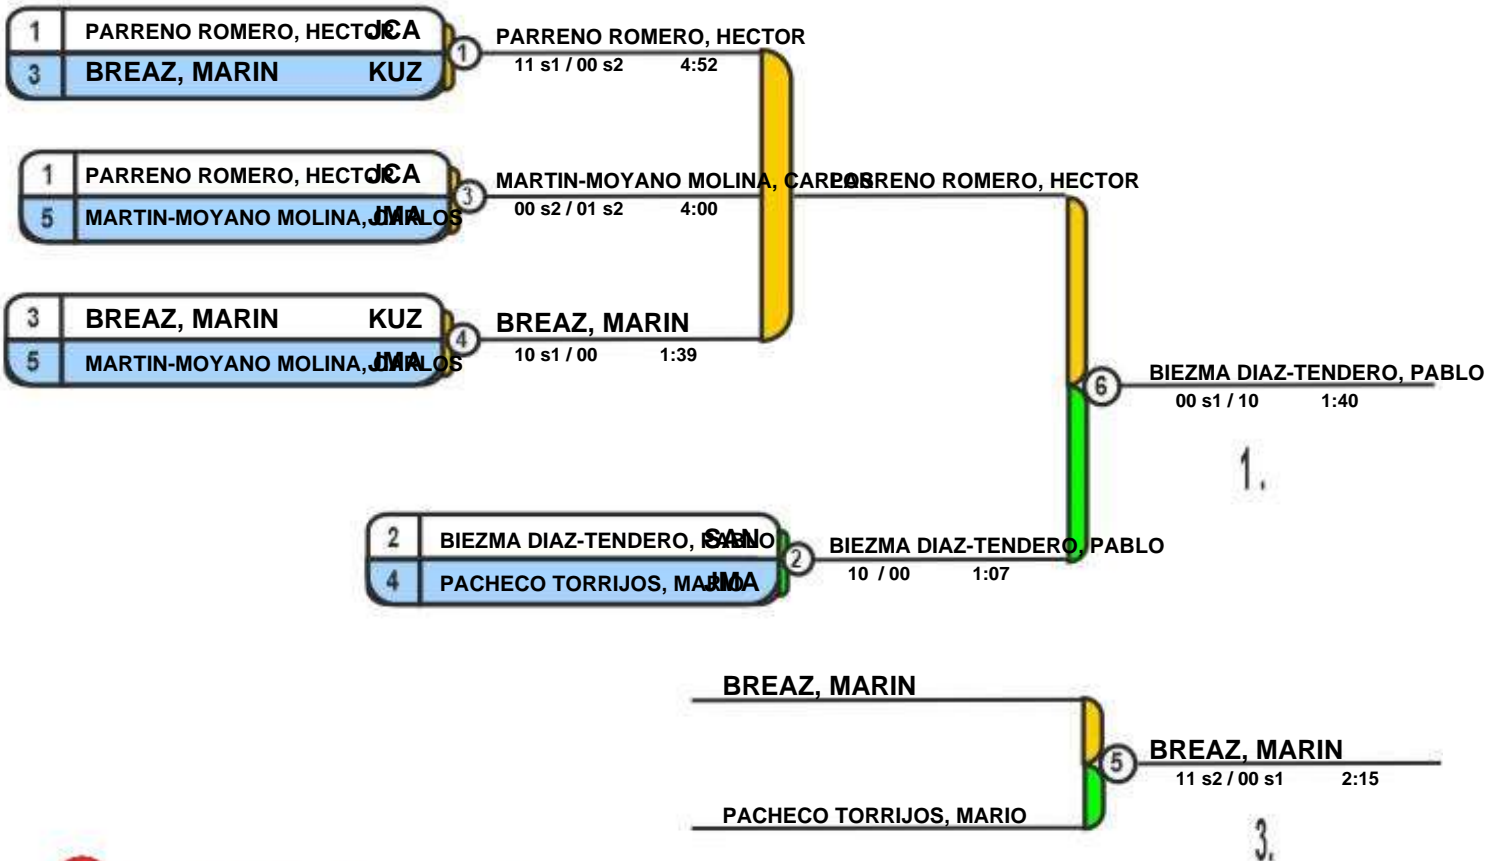 1 PARRENO ROMERO, HECTOR JCA
3 BREAZ, MARIN KUZ
1 PARRENO ROMERO, HECTOR
11 s1 / 00 s2 4:52
1 PARRENO ROMERO, HECTOR JCA
5 MARTIN-MOYANO MOLINA, CARLOS JMA
3 MARTIN-MOYANO MOLINA, CARLOS
00 s2 / 01 s2 4:00
PARRENO ROMERO, HECTOR
3 BREAZ, MARIN KUZ
5 MARTIN-MOYANO MOLINA, CARLOS JMA
4 BREAZ, MARIN
10 s1 / 00 1:39
6 BIEZMA DIAZ-TENDERO, PABLO
00 s1 / 10 1:40
1.
2 BIEZMA DIAZ-TENDERO, PABLO SAN
4 PACHECO TORRIJOS, MARIO JMA
2 BIEZMA DIAZ-TENDERO, PABLO
10 / 00 1:07
BREAZ, MARIN
PACHECO TORRIJOS, MARIO
5 BREAZ, MARIN
11 s2 / 00 s1 2:15
3.